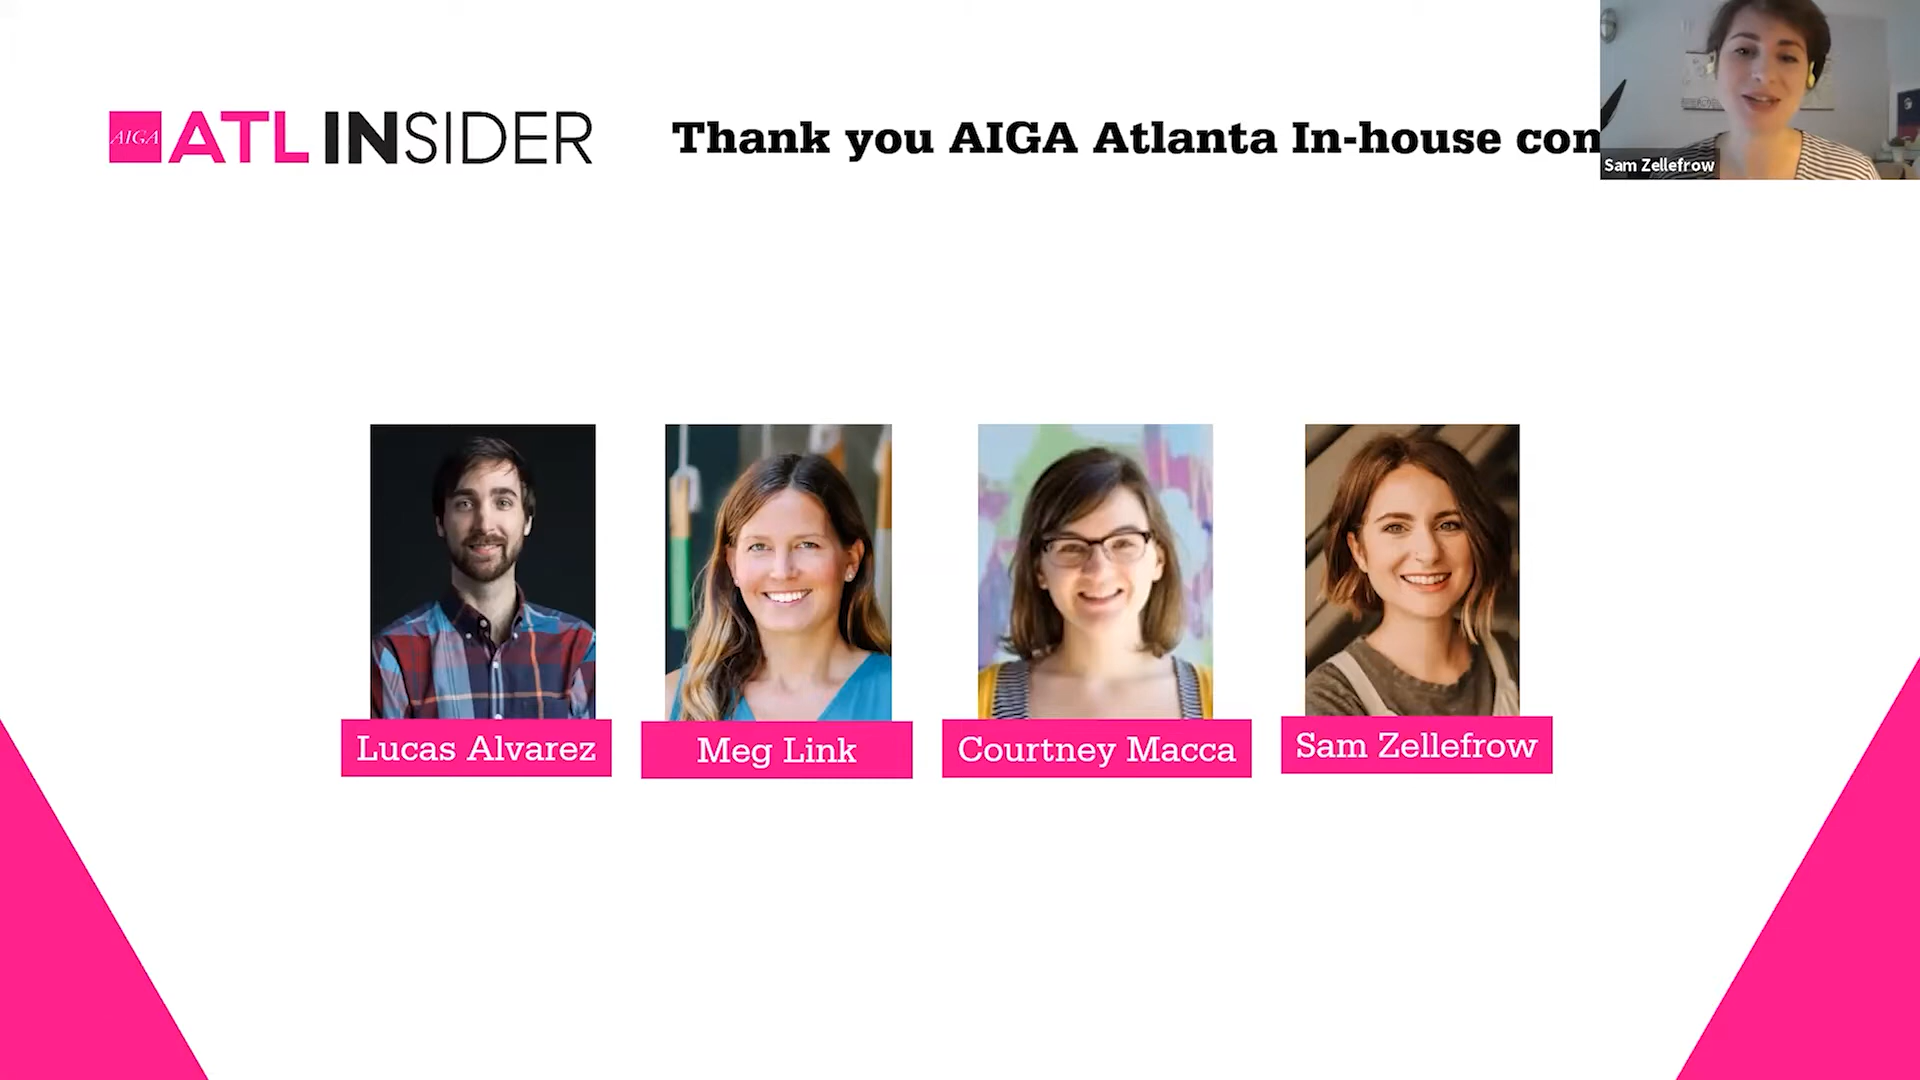 AIGA ATL INSIDER
Thank you AIGA Atlanta In-house con
Sam Zellefrow
Lucas Alvarez
Meg Link
Courtney Macca
Sam Zellefrow